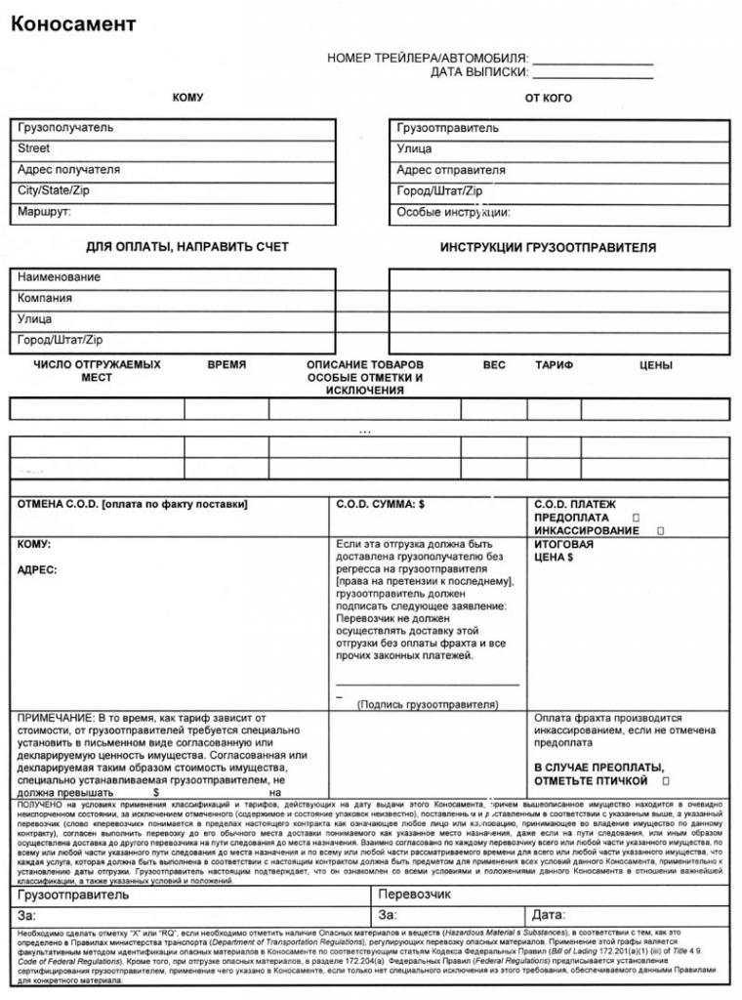 Коносамент
НОМЕР ТРЕЙЛЕРА/АВТОМОБИЛЯ:
ДАТА ВЫПИСКИ:
КОМУ
ОТ КОГО
Грузополучатель
Street
Адрес получателя
City/State/Zip
Маршрут:
Грузоотправитель
Улица
Адрес отправителя
Город/Штат/Zip
Особые инструкции:
ДЛЯ ОПЛАТЫ, НАПРАВИТЬ СЧЕТ
ИНСТРУКЦИИ ГРУЗООТПРАВИТЕЛЯ
Наименование
Компания
Улица
Город/Штат/Zip
ЧИСЛО ОТГРУЖАЕМЫХ
МЕСТ
ВРЕМЯ
ОПИСАНИЕ ТОВАРОВ
ОСОБЫЕ ОТМЕТКИ И
ИСКЛЮЧЕНИЯ
ВЕС
ТАРИФ
ЦЕНЫ
...
ОТМЕНА C.O.D. [оплата по факту поставки]
C.O.D. СУММА: $
C.O.D. ПЛАТЕЖ
ПРЕДОПЛАТА
ИНКАССИРОВАНИЕ
КОМУ:
АДРЕС:
Если эта отгрузка должна быть
доставлена грузополучателю без
регресса на грузоотправителя
[права на претензии к последнему],
грузоотправитель должен
подписать следующее заявление:
Перевозчик не должен
осуществлять доставку этой
отгрузки без оплаты фрахта и все
прочих законных платежей.
(Подпись грузоотправителя)
ИТОГОВАЯ
ЦЕНА $
ПРИМЕЧАНИЕ: В то время, как тариф зависит от
стоимости, от грузоотправителей требуется специально
установить в письменном виде согласованную или
декларируемую ценность имущества. Согласованная или
декларируемая таким образом стоимость имущества,
специально устанавливаемая грузоотправителем, не
должна превышать $ на
Оплата фрахта производится
инкассированием, если не отмечена
предоплата
В СЛУЧАЕ ПРЕОПЛАТЫ,
ОТМЕТЬТЕ ПТИЧКОЙ
ПОЛУЧЕНО на условиях применения классификаций и тарифов, действующих на дату выдачи этого Коносамента, причем вышеописанное имущество находится в очевидно
неиспорченном состоянии, за исключением отмеченного (содержимое и состояние упаковок неизвестно), поставленным и доставленным в соответствии с указанным выше, а указанный
перевозчик (слово «перевозчик» понимается в пределах настоящего контракта как означающее любое лицо или корпорацию, принимающее во владение имущество по данному
контракту), согласен выполнить перевозку до его обычного места доставки понимаемого как указанное место назначения, даже если на пути следования, или иным образом
осуществлена доставка до другого перевозчика на пути следования до места назначения. Взаимно согласовано по каждому перевозчику всего или любой части указанного имущества, по
всему или любой части указанного пути следования до места назначения и по всему или любой части рассматриваемого времени для всего или любой части указанного имущества, что
каждая услуга, которая должна быть выполнена в соответствии с настоящим контрактом должна быть предметом для применения всех условий данного Коносамента, применительно к
установлению даты отгрузки. Грузоотправитель настоящим подтверждает, что он ознакомлен со всеми условиями и положениями данного Коносамента в отношении важнейшей
классификации, а также указанных условий и положений.
Грузоотправитель
Перевозчик
За:
За:
Дата:
Необходимо сделать отметку "X" или "RQ", если необходимо отметить наличие Опасных материалов и веществ (Hazardous Material s Substances), в соответствии с тем, как это
определено в Правилах министерства транспорта (Department of Transportation Regulations), регулирующих перевозку опасных материалов. Применение этой графы является
факультативным методом идентификации опасных материалов в Коносаменте по соответствующим статьям Кодекса Федеральных Правил (Bill of Lading 172.201(a)(1) (iii) of Title 4 9.
Code of Federal Regulations). Кроме того, при отгрузке опасных материалов, в разделе 172.204(a) Федеральных Правил (Federal Regulations) предписывается установление
сертифицирования грузоотправителем, применение чего указано в Коносаменте, если только нет специального исключения из этого требования, обеспечиваемого данными Правилами
для конкретного материала.